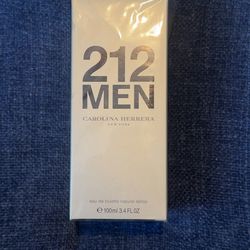 212
MEN
CAROLINA HERRERA
NEW YORK
eau de toilette natural spray
℮ 100ml 3.4 FL.OZ